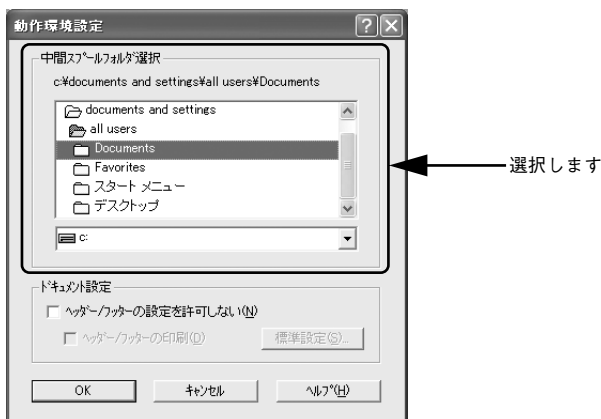 動作環境設定
中間ｽﾌﾟｰﾙﾌｫﾙﾀﾞ選択
c:¥documents and settings¥all users¥Documents
documents and settings
all users
Documents
Favorites
スタート メニュー
デスクトップ
選択します
c:
ﾄﾞｷｭﾒﾝﾄ設定
ﾍｯﾀﾞｰ/ﾌｯﾀｰの設定を許可しない(N)
ﾍｯﾀﾞｰ/ﾌｯﾀｰの印刷(D)
標準設定(S)...
OK
ｷｬﾝｾﾙ
ﾍﾙﾌﾟ(H)